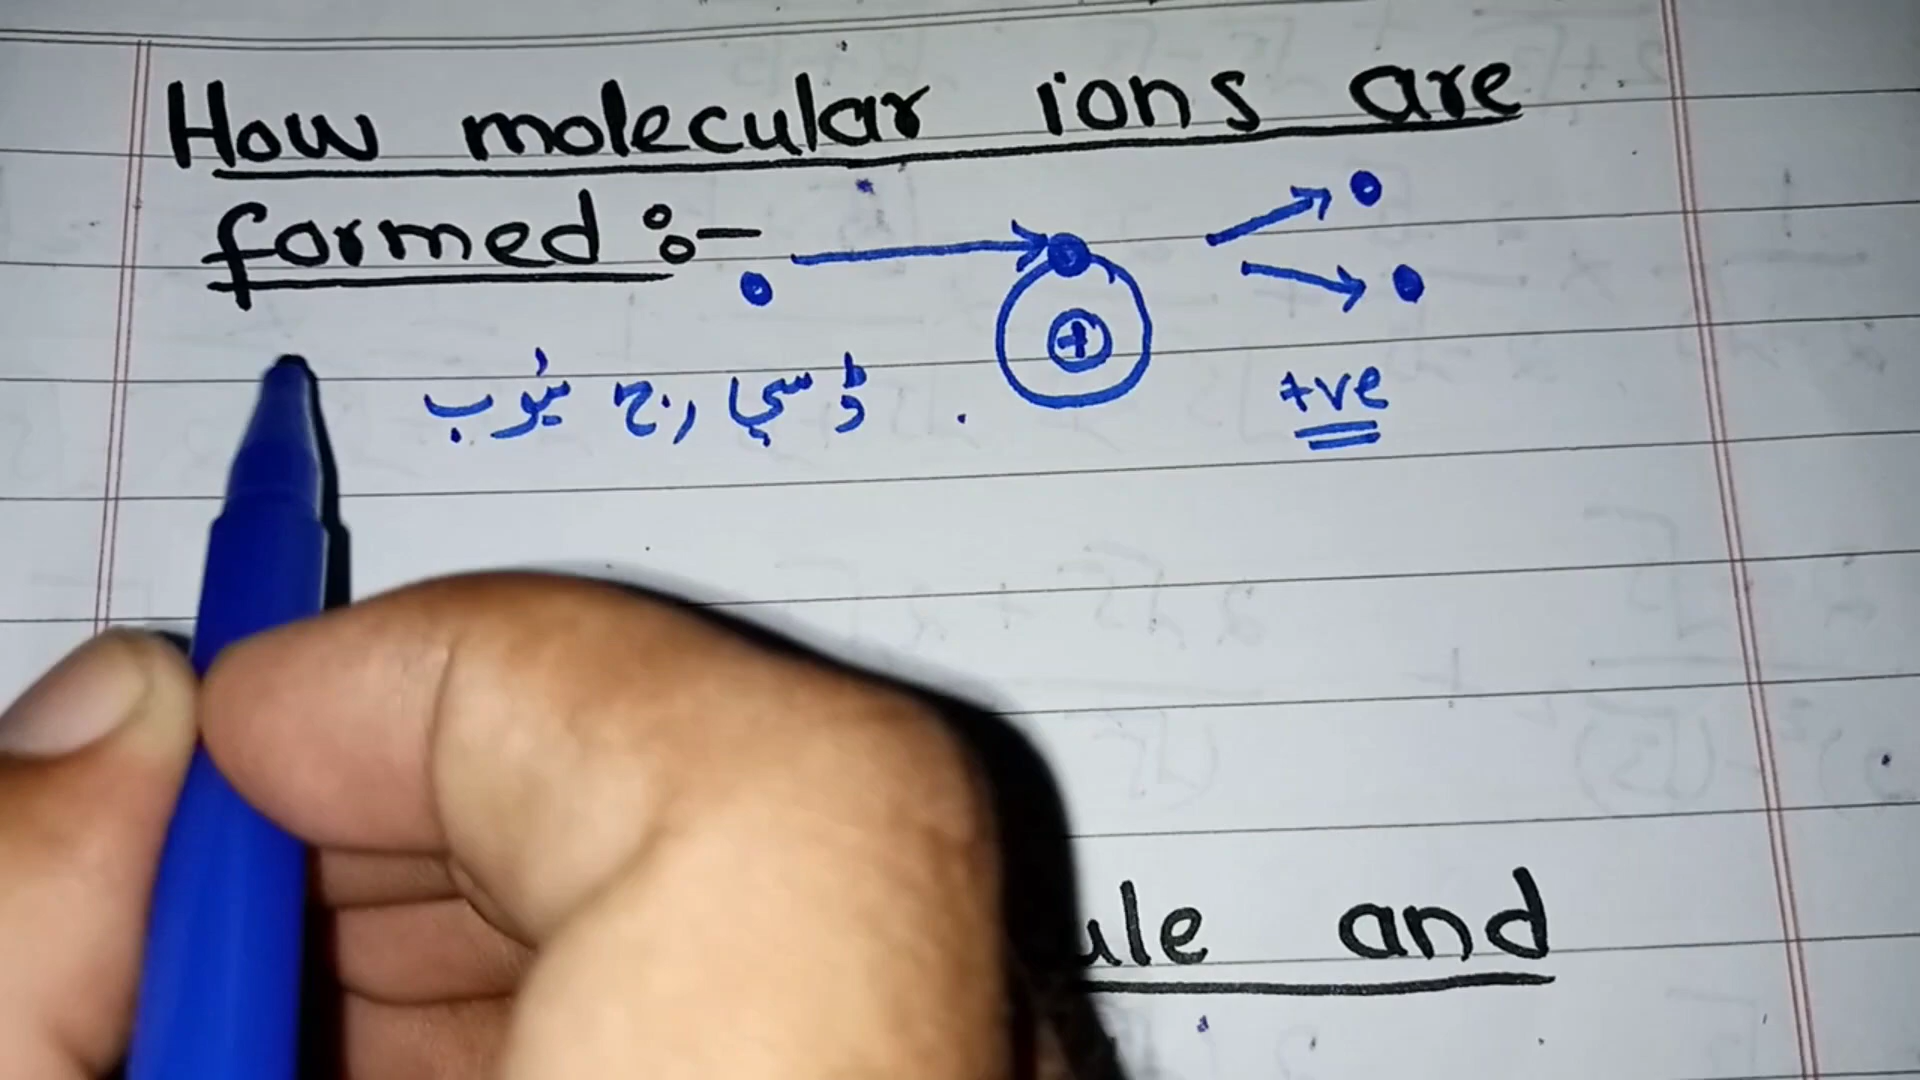 How molecular ions are
formed :-
+
ڈسچارج ٹیوب
+ve
ule and